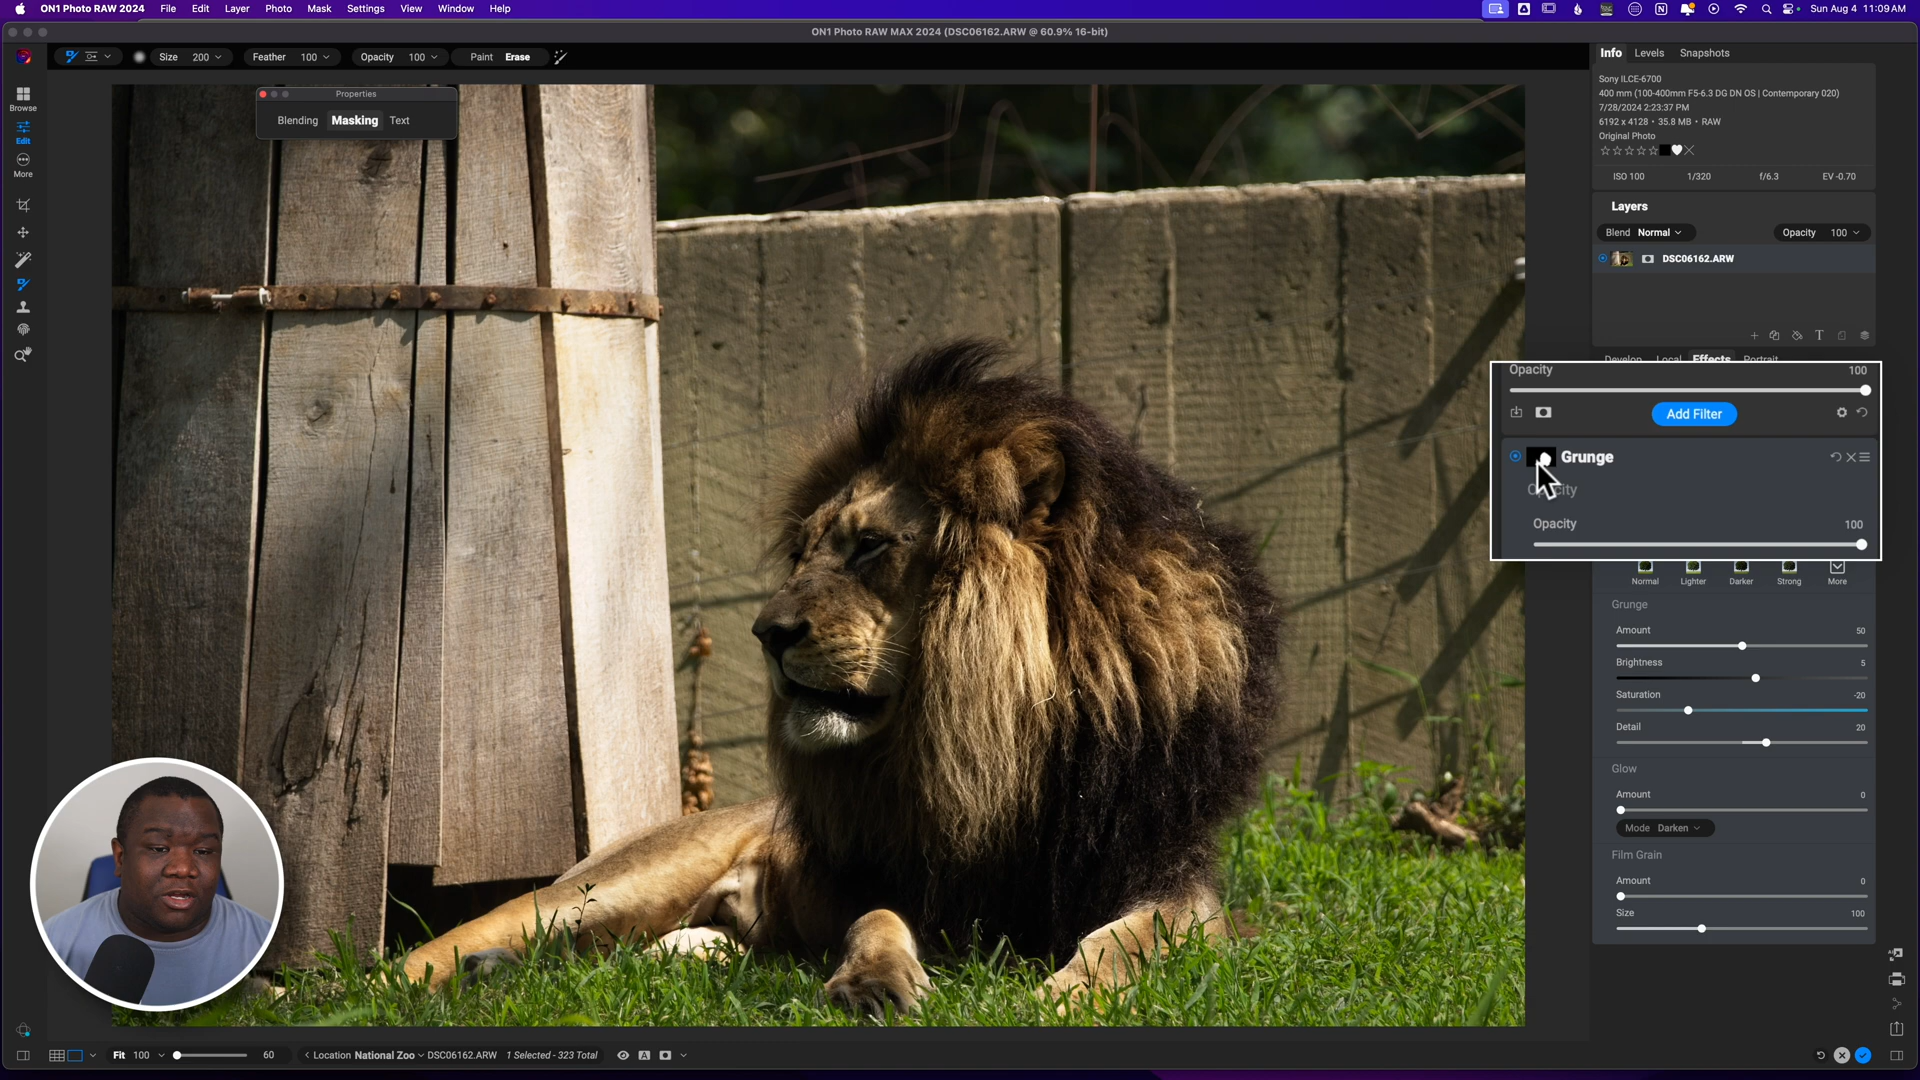 ON1 Photo RAW 2024 File Edit Layer Photo Mask Settings View Window Help
Sun Aug 4 11:09 AM
ON1 Photo RAW MAX 2024 (DSC06162.ARW @ 60.9% 16-bit)
Size 200 Feather 100 Opacity 100 Paint Erase
Info Levels Snapshots
Properties
Blending Masking Text
Browse
Edit
More
Sony ILCE-6700
400 mm (100-400mm F5-6.3 DG DN OS | Contemporary 020)
7/28/2024 2:23:37 PM
6192 x 4128 • 35.8 MB • RAW
Original Photo
ISO 100 1/320 f/6.3 EV -0.70
Layers
Blend Normal Opacity 100
DSC06162.ARW
Develop Local Effects Portrait
Opacity 100
Add Filter
Grunge
Opacity
Opacity 100
Normal Lighter Darker Strong More
Grunge
Amount 50
Brightness 5
Saturation -20
Detail 20
Glow
Amount 0
Mode Darken
Film Grain
Amount 0
Size 100
Fit 100 60 Location National Zoo DSC06162.ARW 1 Selected - 323 Total